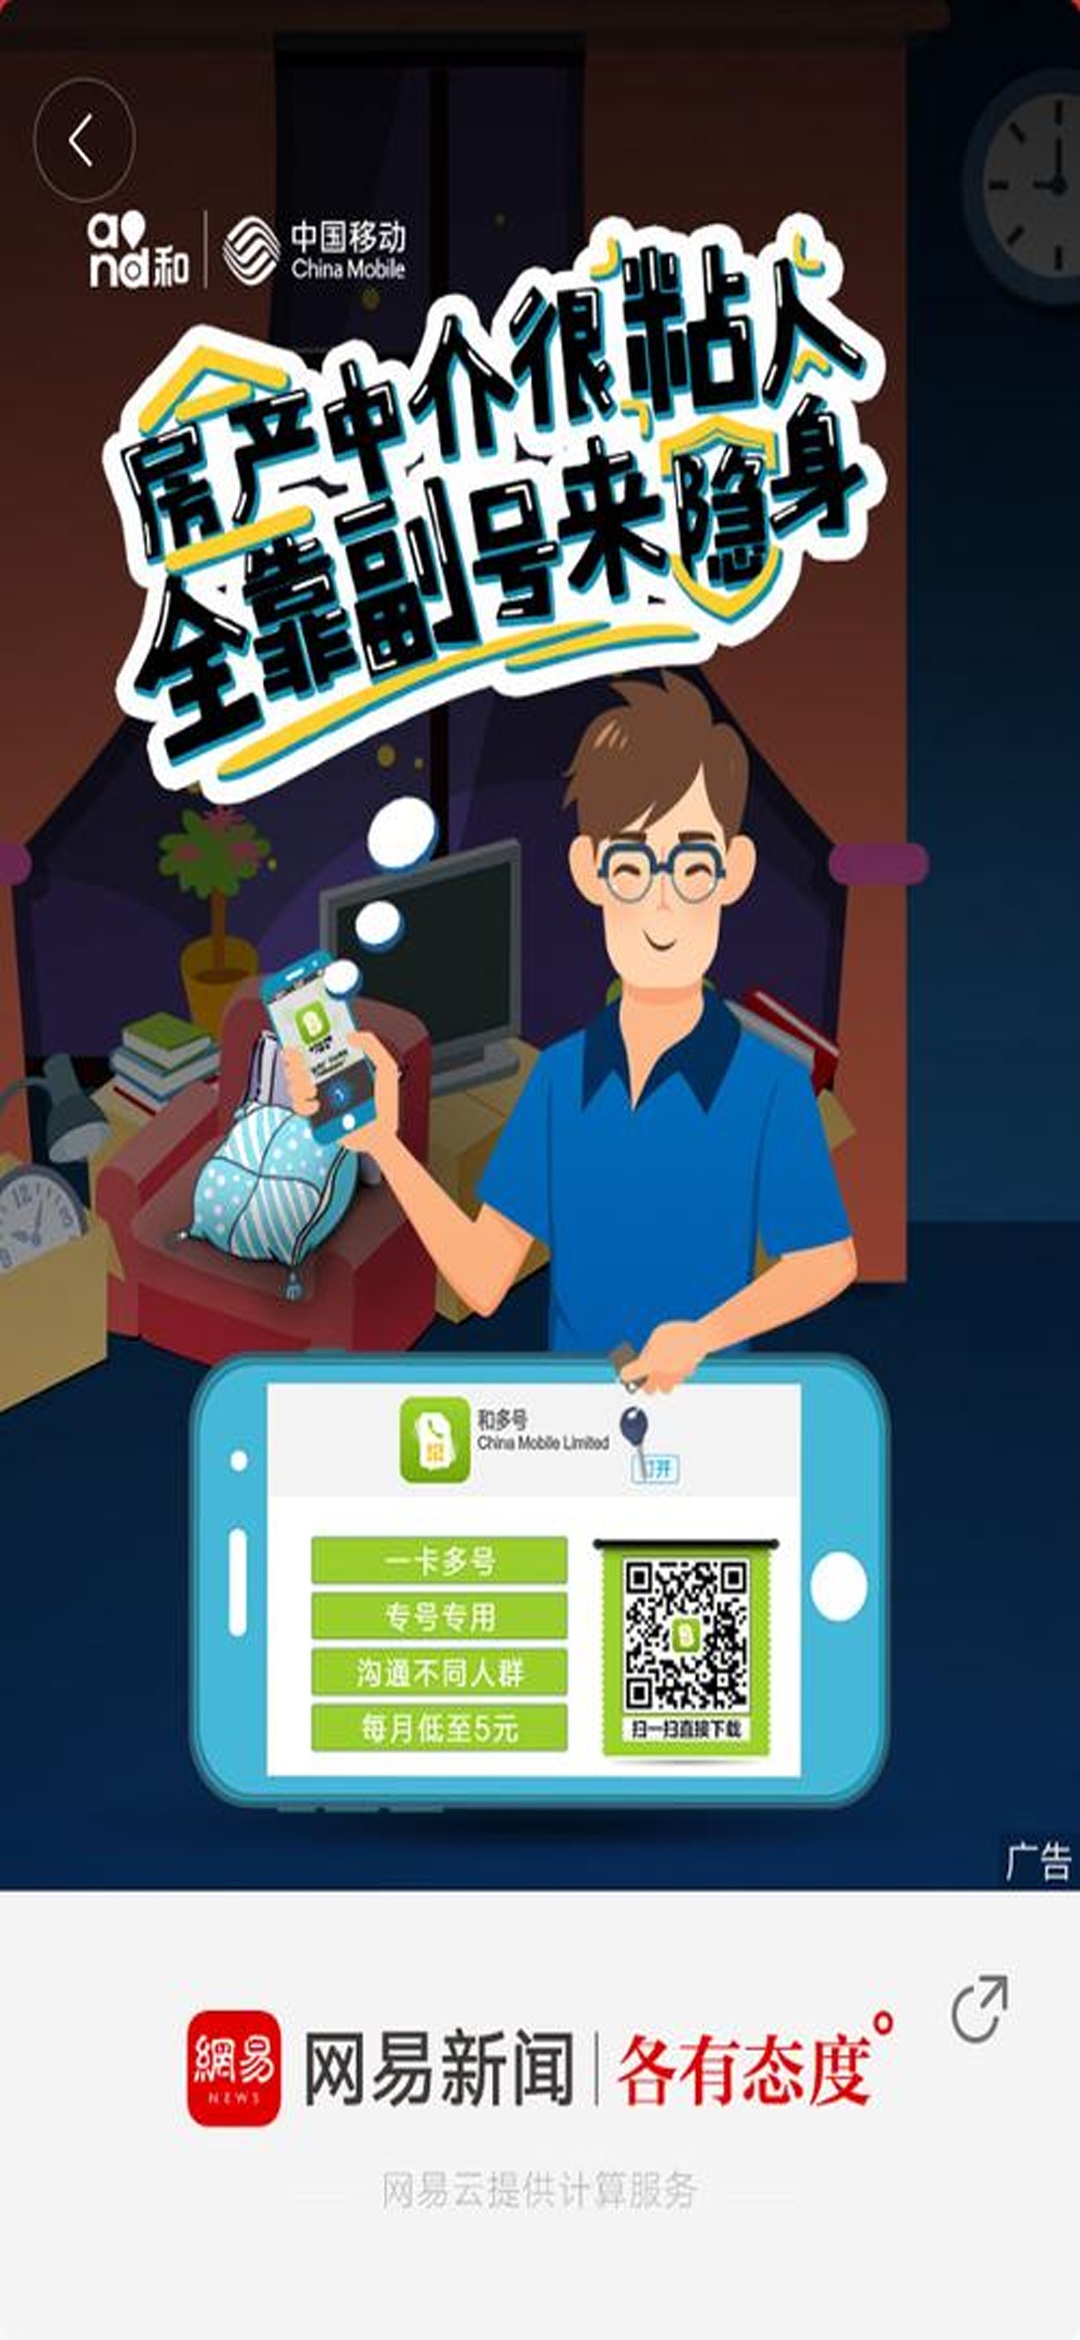 and和
中国移动
China Mobile
房产中介很粘人
全靠副号来隐身
和多号
China Mobile Limited
打开
一卡多号
专号专用
沟通不同人群
每月低至5元
扫一扫直接下载
广告
網易
NEWS
网易新闻
各有态度°
网易云提供计算服务